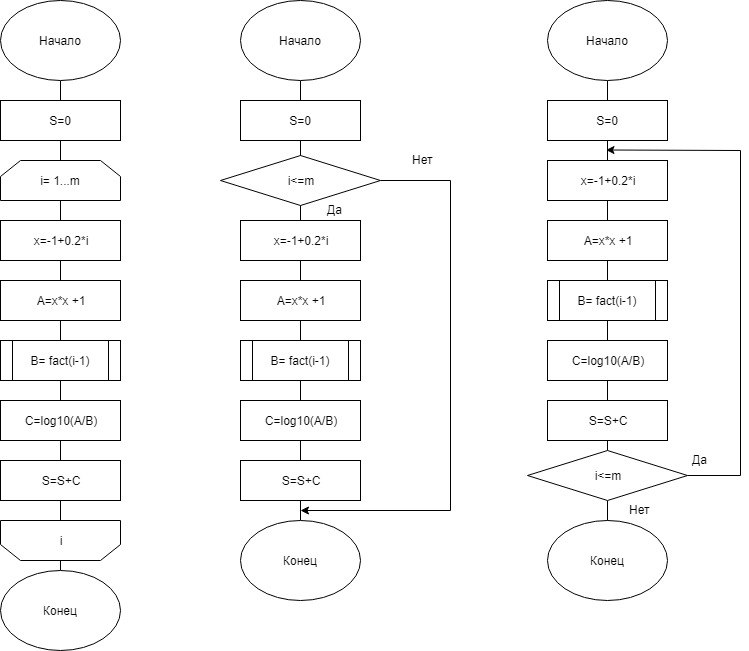 Начало
S=0
i= 1...m
x=-1+0.2*i
A=x*x +1
B= fact(i-1)
C=log10(A/B)
S=S+C
i
Конец
Начало
S=0
i<=m
Нет
Да
x=-1+0.2*i
A=x*x +1
B= fact(i-1)
C=log10(A/B)
S=S+C
Конец
Начало
S=0
x=-1+0.2*i
A=x*x +1
B= fact(i-1)
C=log10(A/B)
S=S+C
i<=m
Да
Нет
Конец